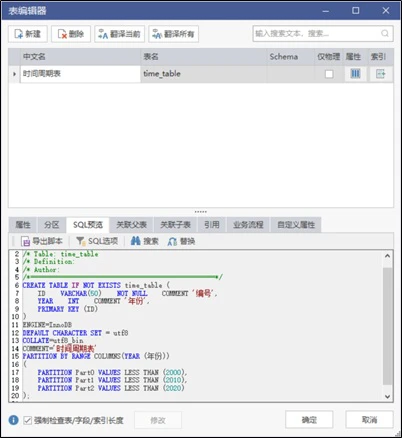 表编辑器
新建 删除 翻译当前 翻译所有 输入搜索文本, 搜索...
中文名 表名 Schema 仅物理 属性 索引
时间周期表 time_table
属性 分区 SQL预览 关联父表 关联子表 引用 业务流程 自定义属性
导出脚本 SQL选项 搜索 替换
2 /* Table: time_table
3 /* Definition:
4 /* Author:
5 /*==============================================*/
6 CREATE TABLE IF NOT EXISTS time_table (
7 ID VARCHAR(50) NOT NULL COMMENT '编号',
8 YEAR INT COMMENT '年份',
9 PRIMARY KEY (ID)
10 )
11 ENGINE=InnoDB
12 DEFAULT CHARACTER SET = utf8
13 COLLATE=utf8_bin
14 COMMENT='时间周期表'
15 PARTITION BY RANGE COLUMNS(YEAR (年份))
16 (
17 PARTITION Part0 VALUES LESS THAN (2000),
18 PARTITION Part1 VALUES LESS THAN (2010),
19 PARTITION Part2 VALUES LESS THAN (2020)
20 );
强制检查表/字段/索引长度 修改 确定 取消